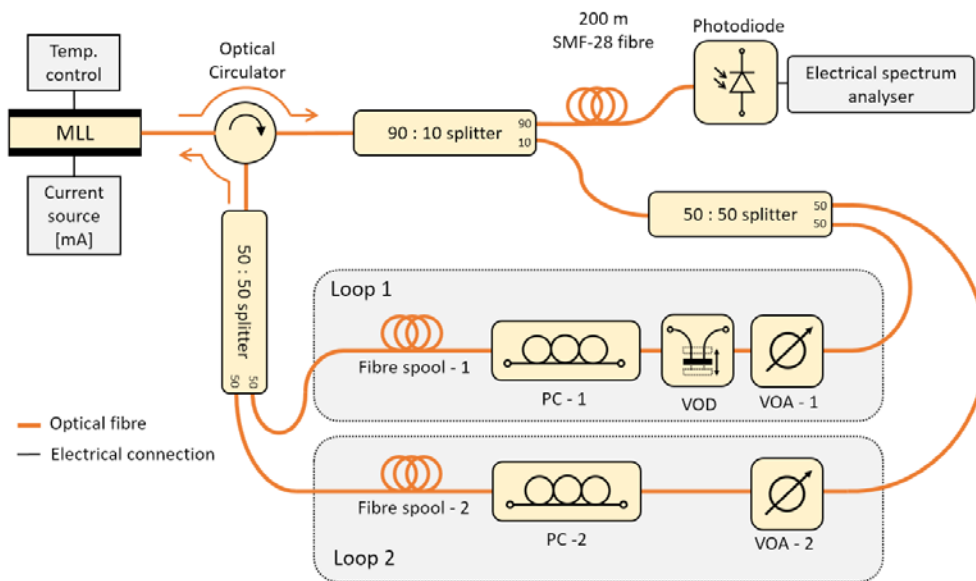 Temp.
control
MLL
Current
source
[mA]
Optical
Circulator
90 : 10 splitter
90
10
200 m
SMF-28 fibre
Photodiode
Electrical spectrum
analyser
50 : 50 splitter
50
50
50 : 50 splitter
50
50
Loop 1
Fibre spool - 1
PC - 1
VOD
VOA - 1
Optical fibre
Electrical connection
Fibre spool - 2
PC -2
VOA - 2
Loop 2